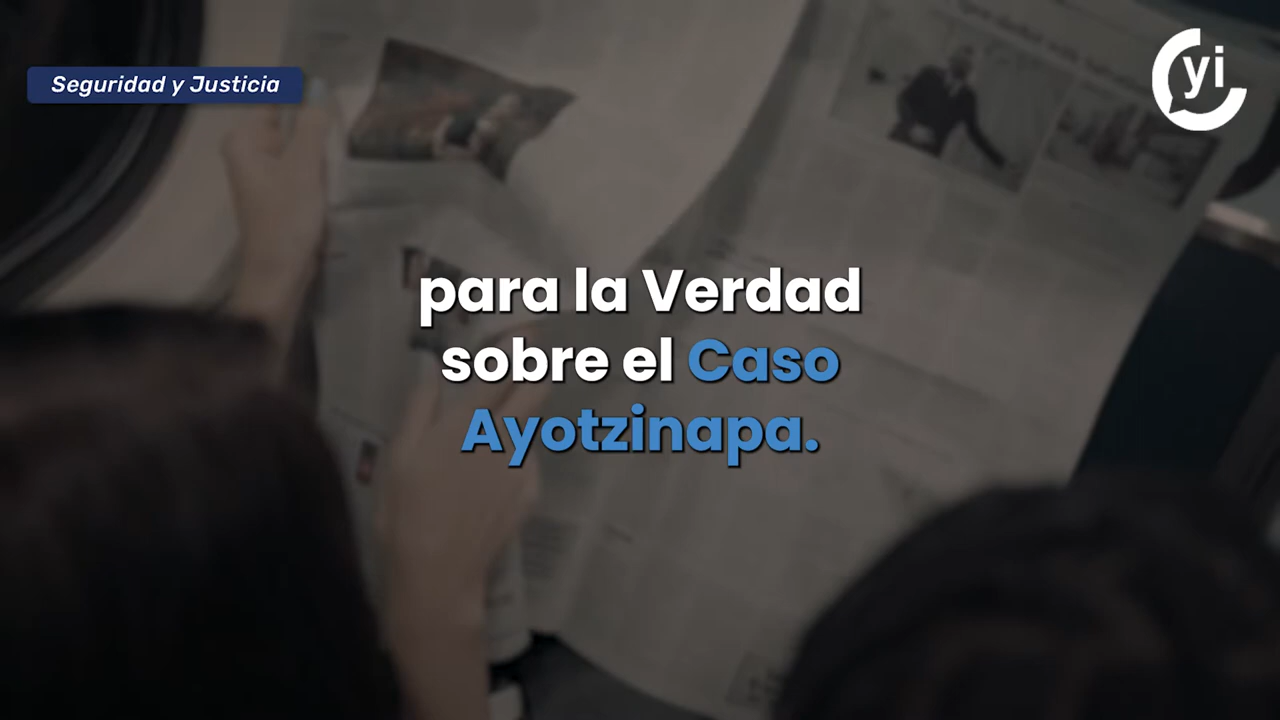 Seguridad y Justicia
yi
para la Verdad
sobre el Caso
Ayotzinapa.